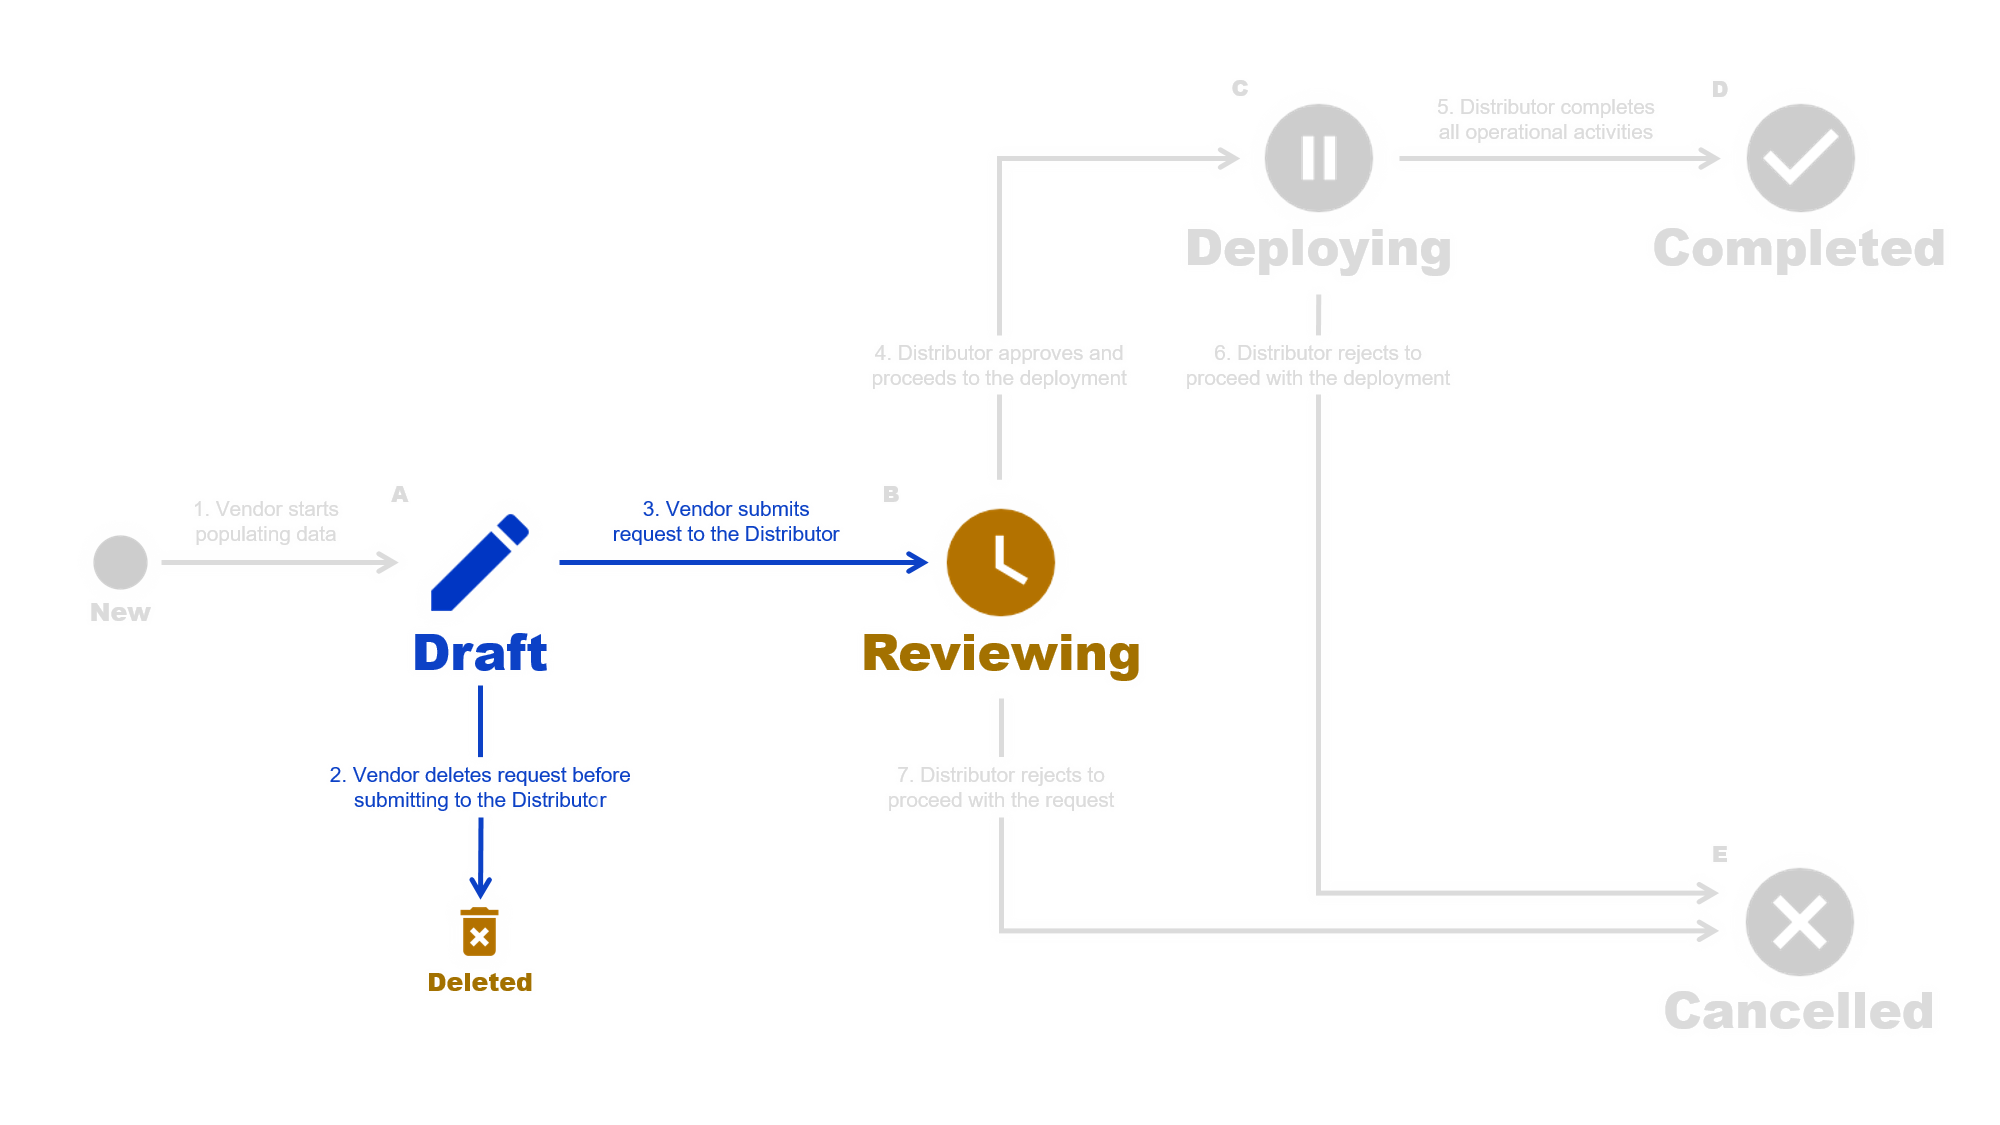 C
D
5. Distributor completes
all operational activities
Deploying
Completed
4. Distributor approves and
proceeds to the deployment
6. Distributor rejects to
proceed with the deployment
1. Vendor starts
populating data
A
3. Vendor submits
request to the Distributor
B
New
Draft
Reviewing
2. Vendor deletes request before
submitting to the Distributor
7. Distributor rejects to
proceed with the request
E
Deleted
Cancelled